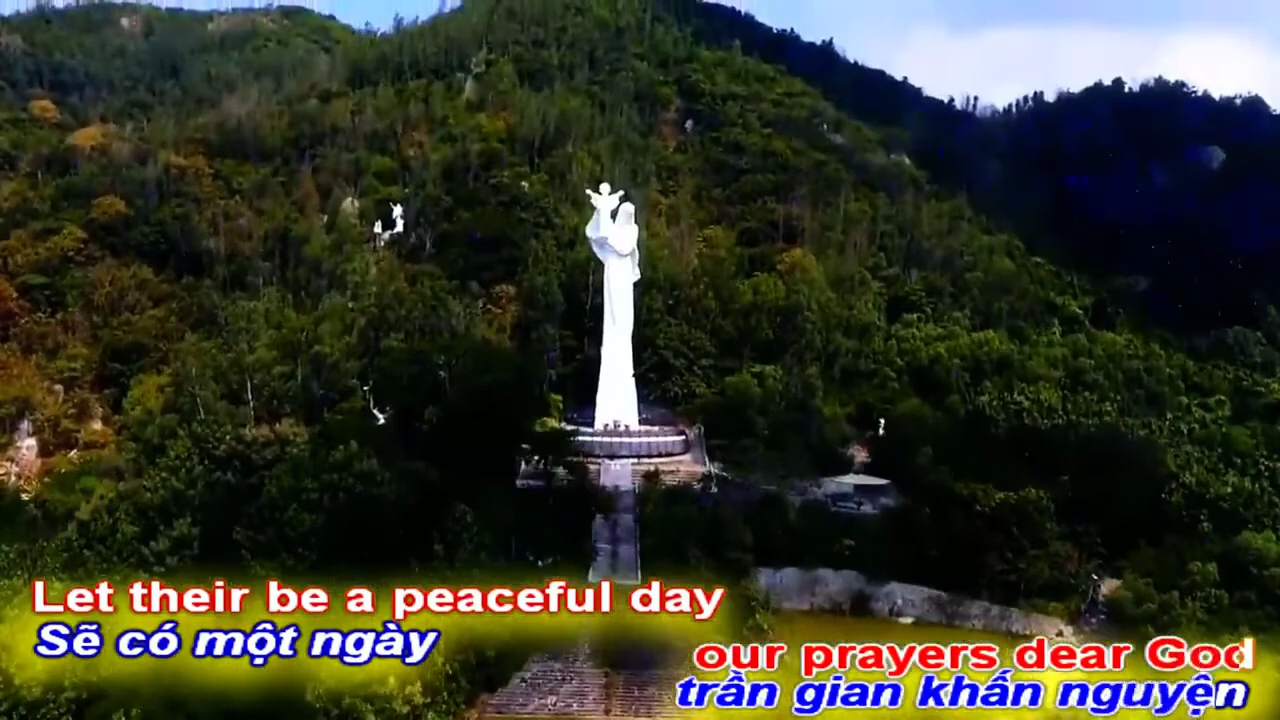 Let their be a peaceful day
Sẽ có một ngày
our prayers dear God
trần gian khấn nguyện